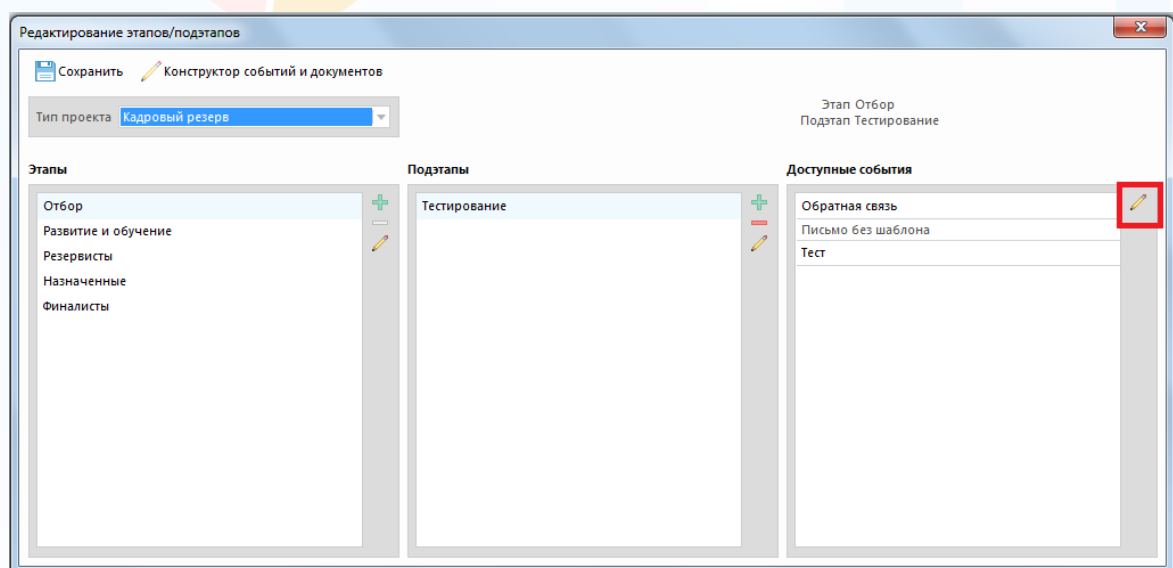 Редактирование этапов/подэтапов
Сохранить Конструктор событий и документов
Тип проекта Кадровый резерв
Этап Отбор
Подэтап Тестирование
Этапы
Отбор
Развитие и обучение
Резервисты
Назначенные
Финалисты
Подэтапы
Тестирование
Доступные события
Обратная связь
Письмо без шаблона
Тест